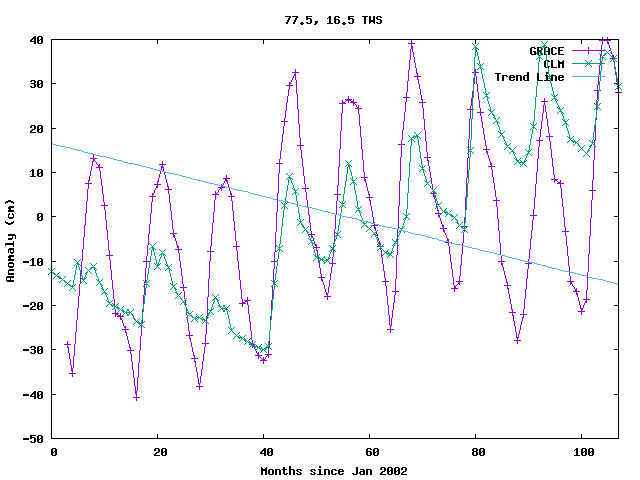 77.5, 16.5 TWS
GRACE
CLM
Trend Line
40
30
20
10
0
-10
-20
-30
-40
-50
Anomaly (cm)
0 20 40 60 80 100
Months since Jan 2002